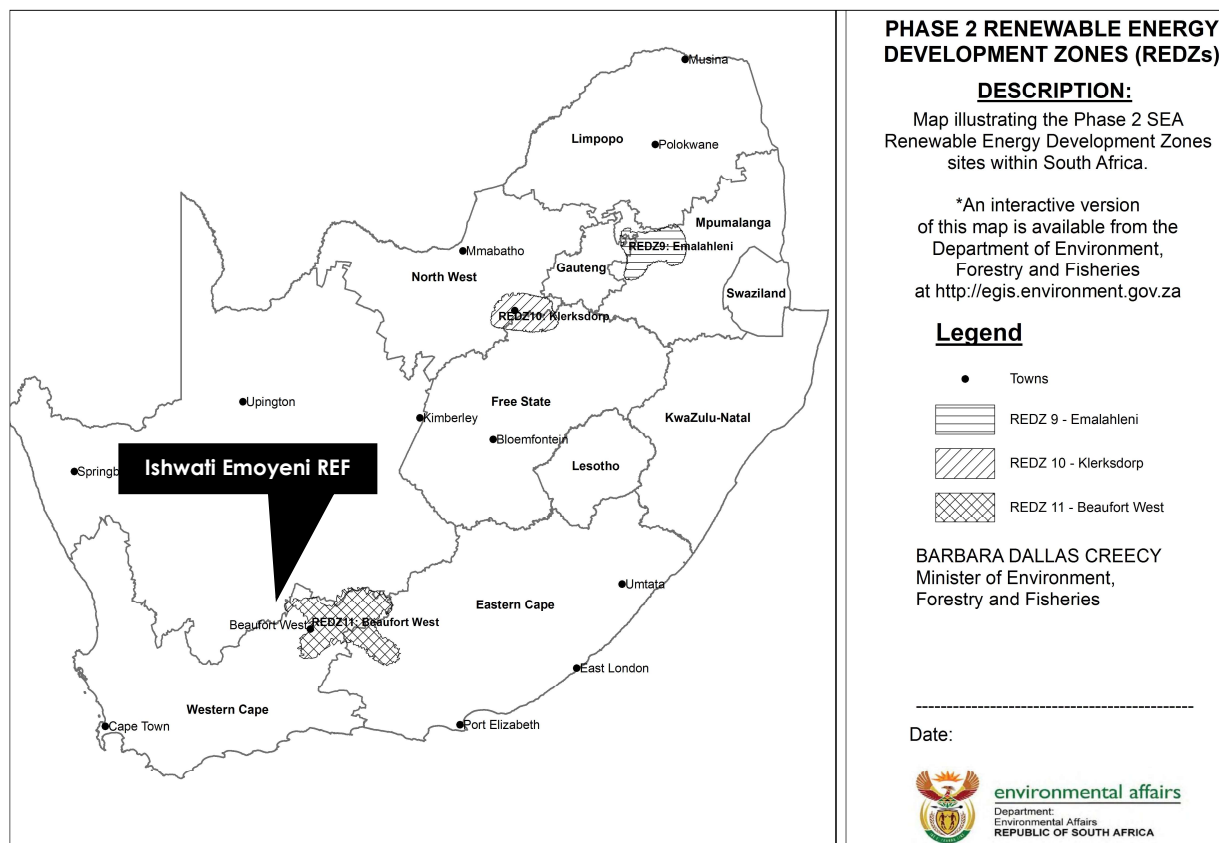 Musina
Limpopo
Polokwane
Mpumalanga
Mmabatho
REDZ9: Emalahleni
Gauteng
North West
Swaziland
REDZ10: Klerksdorp
Upington
Free State
Kimberley
KwaZulu-Natal
Bloemfontein
Lesotho
Ishwati Emoyeni REF
Springb
Umtata
Eastern Cape
Beaufort West
REDZ11: Beaufort West
East London
Western Cape
Cape Town
Port Elizabeth
PHASE 2 RENEWABLE ENERGY
DEVELOPMENT ZONES (REDZs)
DESCRIPTION:
Map illustrating the Phase 2 SEA
Renewable Energy Development Zones
sites within South Africa.
*An interactive version
of this map is available from the
Department of Environment,
Forestry and Fisheries
at http://egis.environment.gov.za
Legend
Towns
REDZ 9 - Emalahleni
REDZ 10 - Klerksdorp
REDZ 11 - Beaufort West
BARBARA DALLAS CREECY
Minister of Environment,
Forestry and Fisheries
Date:
environmental affairs
Department:
Environmental Affairs
REPUBLIC OF SOUTH AFRICA